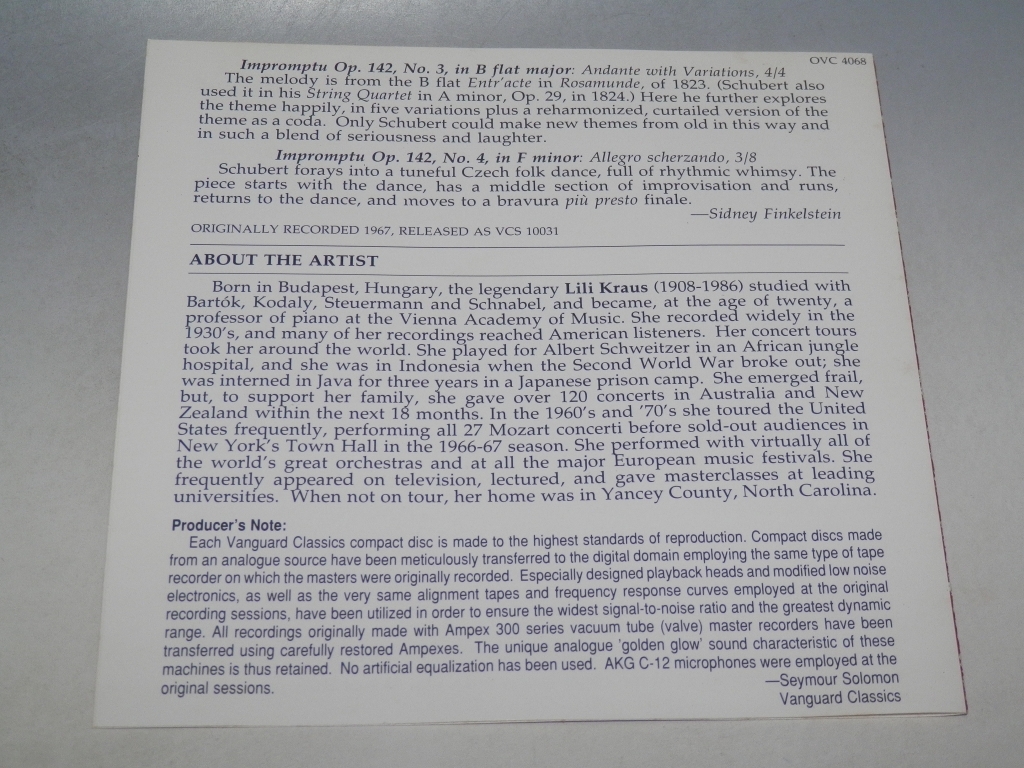 OVC 4068
Impromptu Op. 142, No. 3, in B flat major: Andante with Variations, 4/4
The melody is from the B flat Entr'acte in Rosamunde, of 1823. (Schubert also
used it in his String Quartet in A minor, Op. 29, in 1824.) Here he further explores
the theme happily, in five variations plus a reharmonized, curtailed version of the
theme as a coda. Only Schubert could make new themes from old in this way and
in such a blend of seriousness and laughter.
Impromptu Op. 142, No. 4, in F minor: Allegro scherzando, 3/8
Schubert forays into a tuneful Czech folk dance, full of rhythmic whimsy. The
piece starts with the dance, has a middle section of improvisation and runs,
returns to the dance, and moves to a bravura più presto finale.
—Sidney Finkelstein
ORIGINALLY RECORDED 1967, RELEASED AS VCS 10031
ABOUT THE ARTIST
Born in Budapest, Hungary, the legendary Lili Kraus (1908-1986) studied with
Bartók, Kodaly, Steuermann and Schnabel, and became, at the age of twenty, a
professor of piano at the Vienna Academy of Music. She recorded widely in the
1930's, and many of her recordings reached American listeners. Her concert tours
took her around the world. She played for Albert Schweitzer in an African jungle
hospital, and she was in Indonesia when the Second World War broke out; she
was interned in Java for three years in a Japanese prison camp. She emerged frail,
but, to support her family, she gave over 120 concerts in Australia and New
Zealand within the next 18 months. In the 1960's and '70's she toured the United
States frequently, performing all 27 Mozart concerti before sold-out audiences in
New York's Town Hall in the 1966-67 season. She performed with virtually all of
the world's great orchestras and at all the major European music festivals. She
frequently appeared on television, lectured, and gave masterclasses at leading
universities. When not on tour, her home was in Yancey County, North Carolina.
Producer's Note:
Each Vanguard Classics compact disc is made to the highest standards of reproduction. Compact discs made
from an analogue source have been meticulously transferred to the digital domain employing the same type of tape
recorder on which the masters were originally recorded. Especially designed playback heads and modified low noise
electronics, as well as the very same alignment tapes and frequency response curves employed at the original
recording sessions, have been utilized in order to ensure the widest signal-to-noise ratio and the greatest dynamic
range. All recordings originally made with Ampex 300 series vacuum tube (valve) master recorders have been
transferred using carefully restored Ampexes. The unique analogue 'golden glow' sound characteristic of these
machines is thus retained. No artificial equalization has been used. AKG C-12 microphones were employed at the
original sessions.
—Seymour Solomon
Vanguard Classics